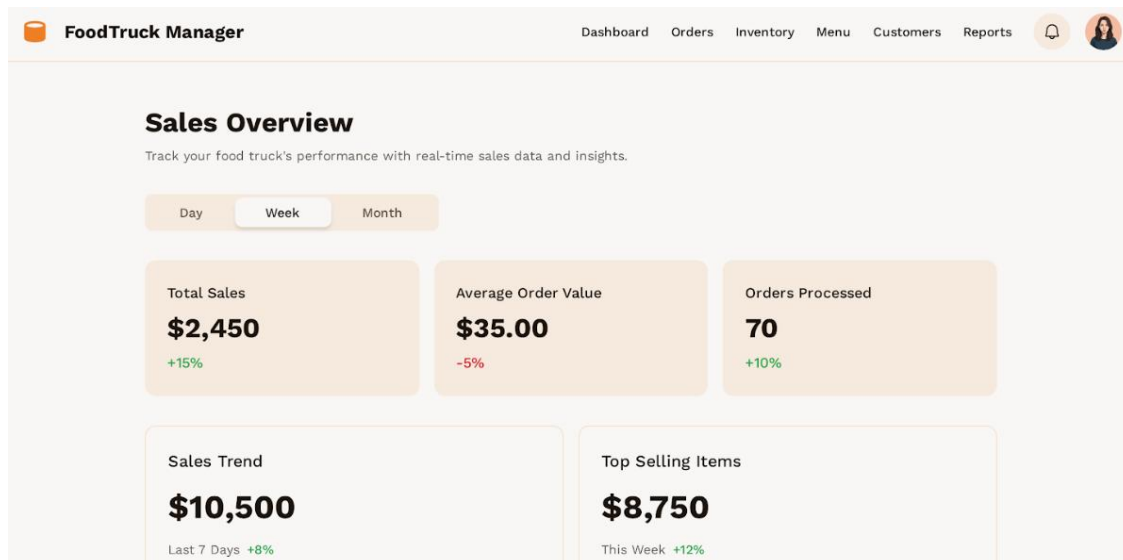 FoodTruck Manager
Dashboard Orders Inventory Menu Customers Reports
Sales Overview
Track your food truck's performance with real-time sales data and insights.
Day Week Month
Total Sales
$2,450
+15%
Average Order Value
$35.00
-5%
Orders Processed
70
+10%
Sales Trend
$10,500
Last 7 Days +8%
Top Selling Items
$8,750
This Week +12%